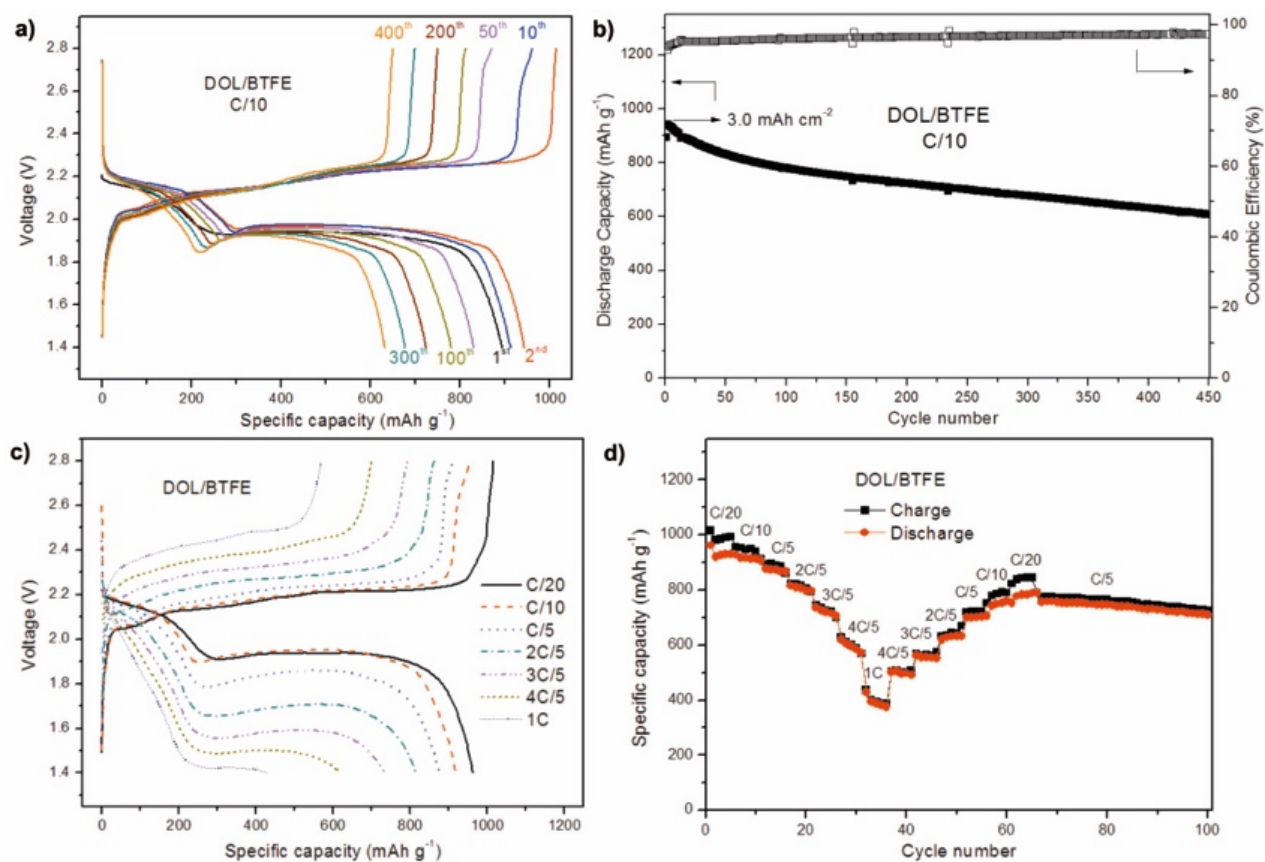 a)
2.8
2.6
2.4
2.2
2.0
1.8
1.6
1.4
Voltage (V)
400th
200th
50th
10th
DOL/BTFE
C/10
300th
100th
1st
2nd
0
200
400
600
800
1000
Specific capacity (mAh g-1)
b)
1200
1000
800
600
400
200
0
Discharge Capacity (mAh g-1)
3.0 mAh cm-2
DOL/BTFE
C/10
100
80
60
40
20
0
Coulombic Efficiency (%)
0
50
100
150
200
250
300
350
400
450
Cycle number
c)
2.8
2.6
2.4
2.2
2.0
1.8
1.6
1.4
Voltage (V)
DOL/BTFE
C/20
C/10
C/5
2C/5
3C/5
4C/5
1C
0
200
400
600
800
1000
1200
Specific capacity (mAh g-1)
d)
1200
1000
800
600
400
200
0
Specific capacity (mAh g-1)
DOL/BTFE
Charge
Discharge
C/20
C/10
C/5
2C/5
3C/5
4C/5
1C
4C/5
3C/5
2C/5
C/5
C/10
C/20
C/5
0
20
40
60
80
100
Cycle number